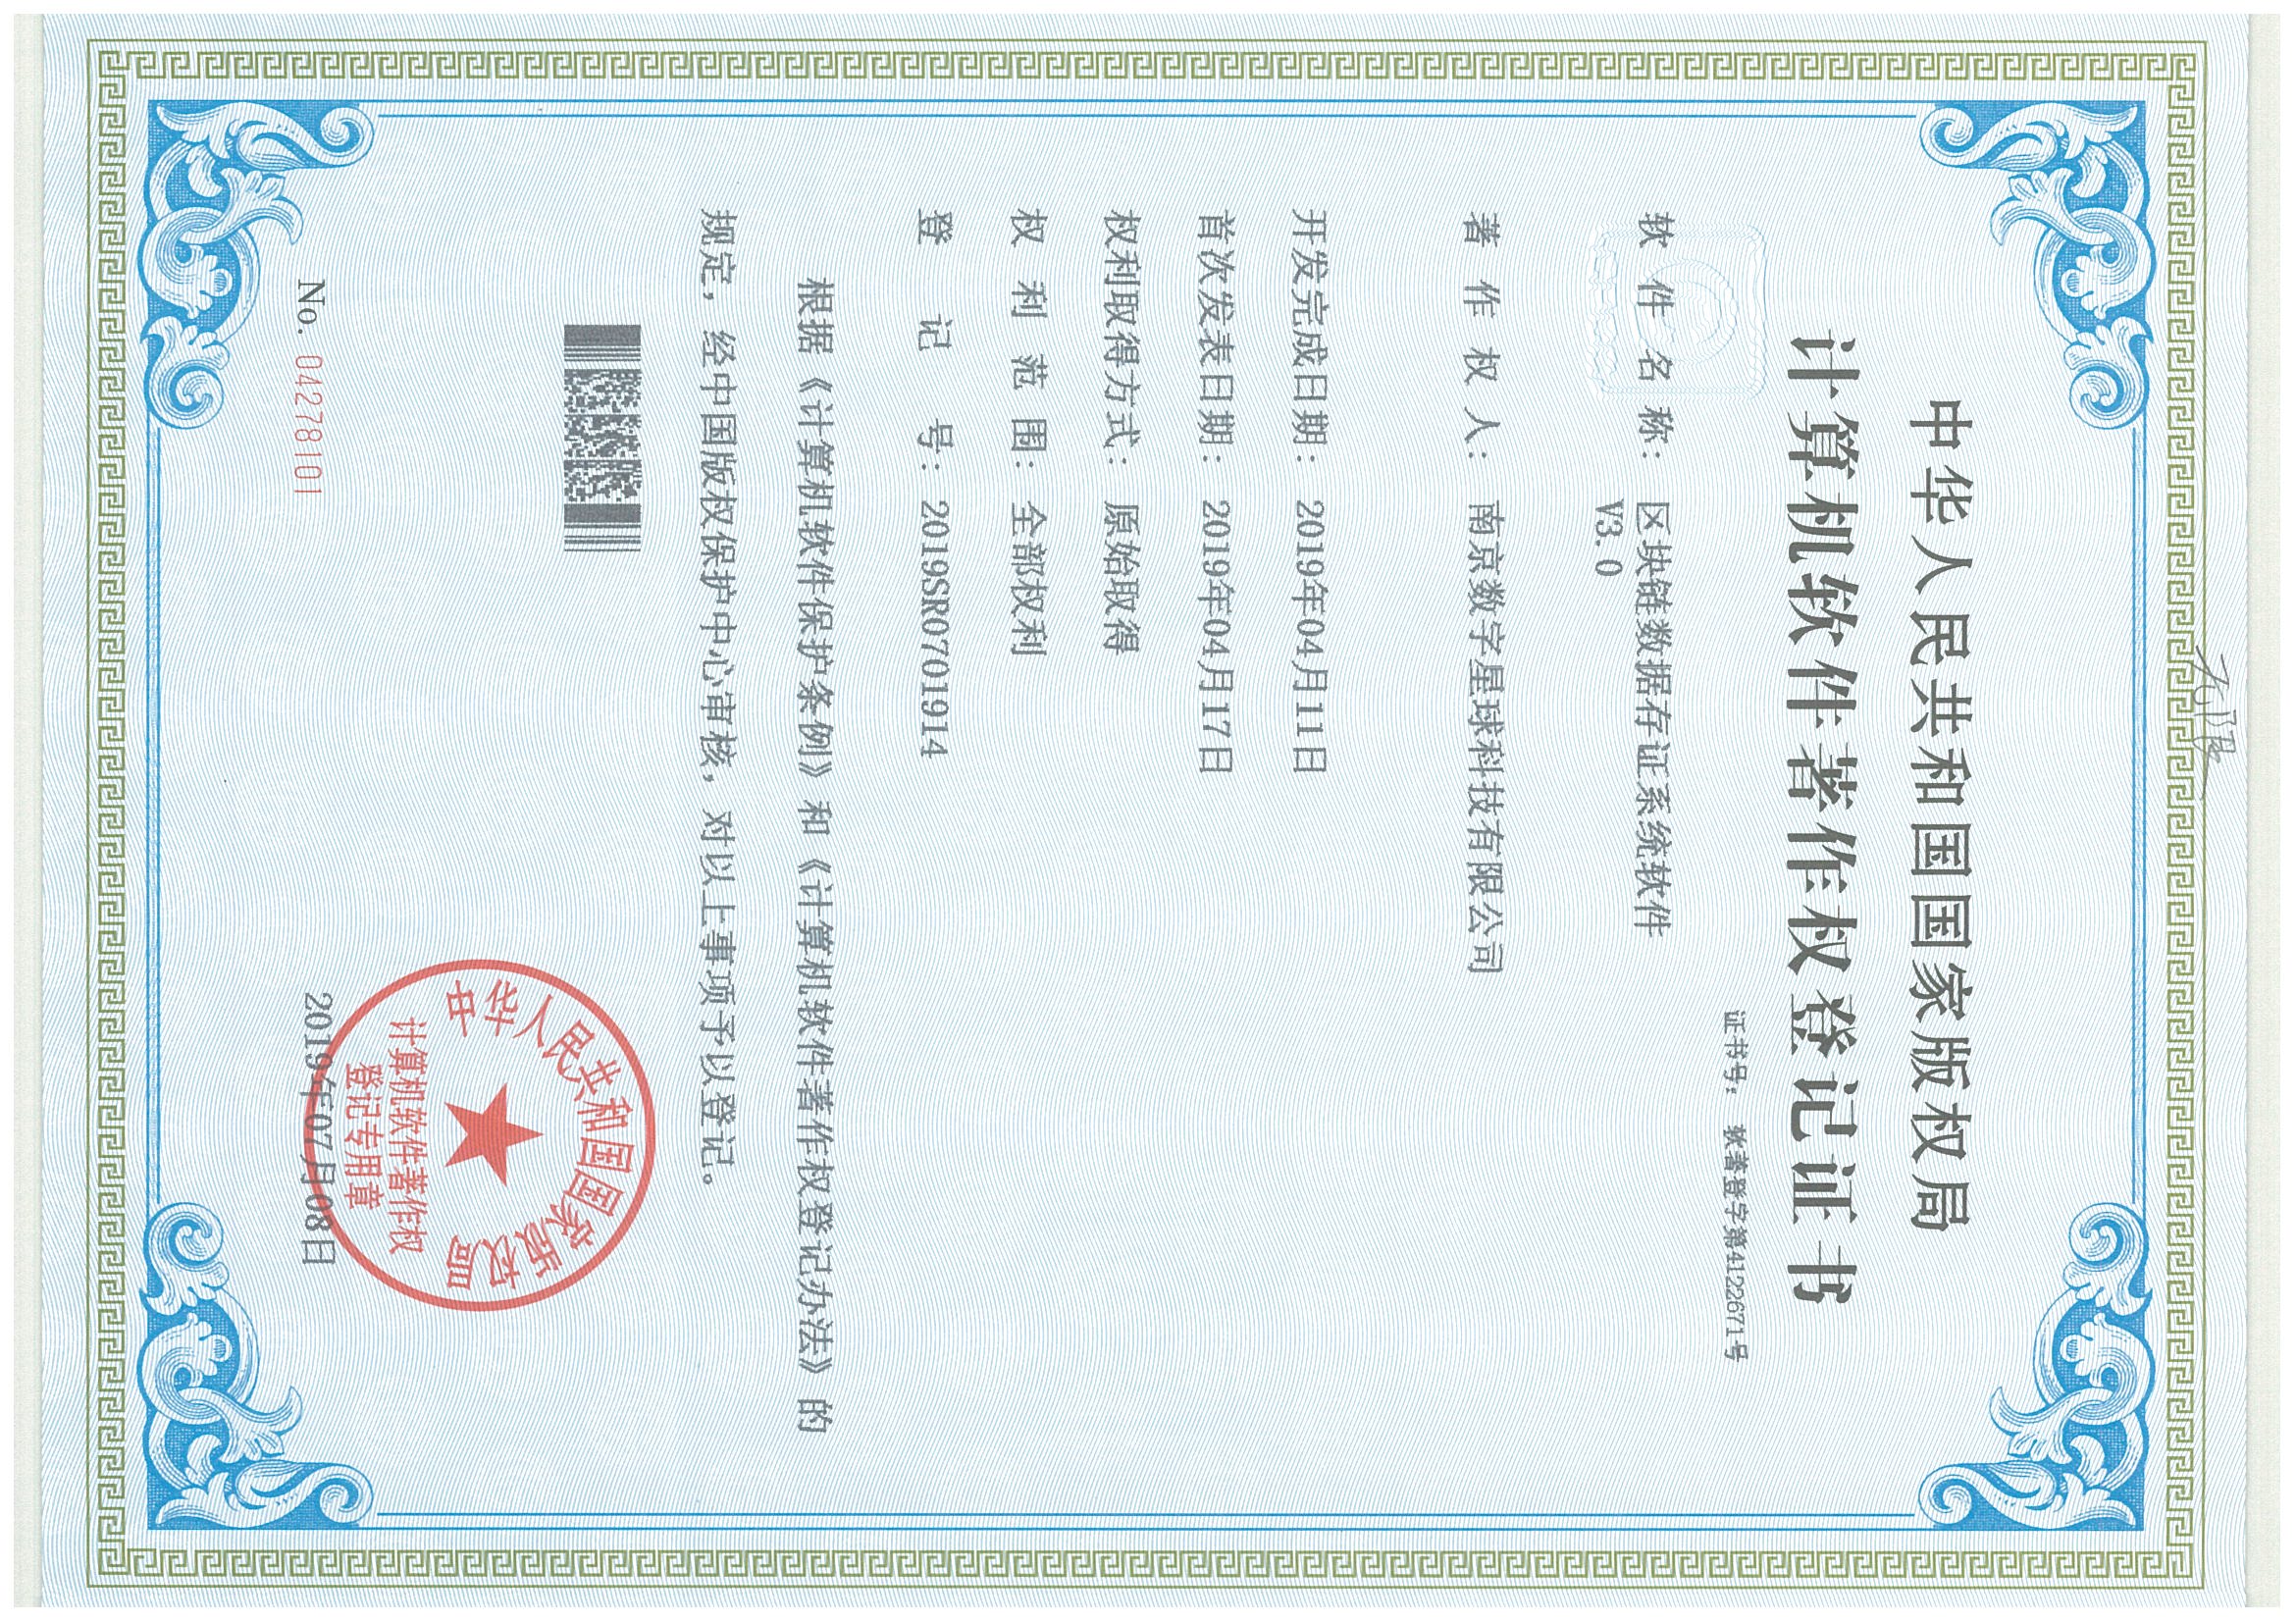 无限
中华人民共和国国家版权局
计算机软件著作权登记证书
证书号： 软著登字第4122671号
软件名称： 区块链数据存证系统软件
V3.0
著作权人： 南京数字星球科技有限公司
开发完成日期： 2019年04月11日
首次发表日期： 2019年04月17日
权利取得方式： 原始取得
权利范围： 全部权利
登记号： 2019SR0701914
根据《计算机软件保护条例》和《计算机软件著作权登记办法》的
规定，经中国版权保护中心审核，对以上事项予以登记。
中华人民共和国国家版权局
计算机软件著作权
登记专用章
No. 04278101
2019年07月08日